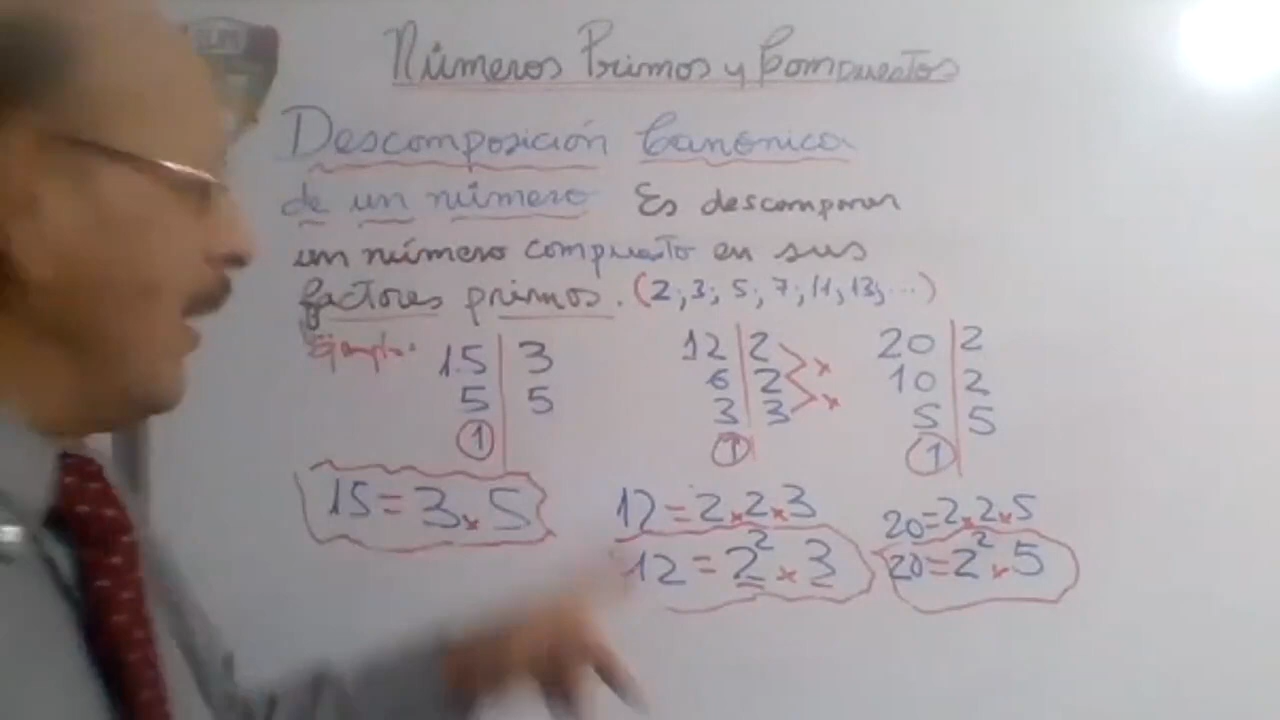 Números Primos y Compuestos
Descomposición Canónica
de un número Es descomponer
un número compuesto en sus
factores primos. (2; 3; 5; 7; 11; 13; ...)
Ejemplo:
15 | 3
5 | 5
1
12 | 2
6 | 2
3 | 3
1
20 | 2
10 | 2
5 | 5
1
15 = 3 x 5
12 = 2 x 2 x 3
12 = 2² x 3
20 = 2 x 2 x 5
20 = 2² x 5